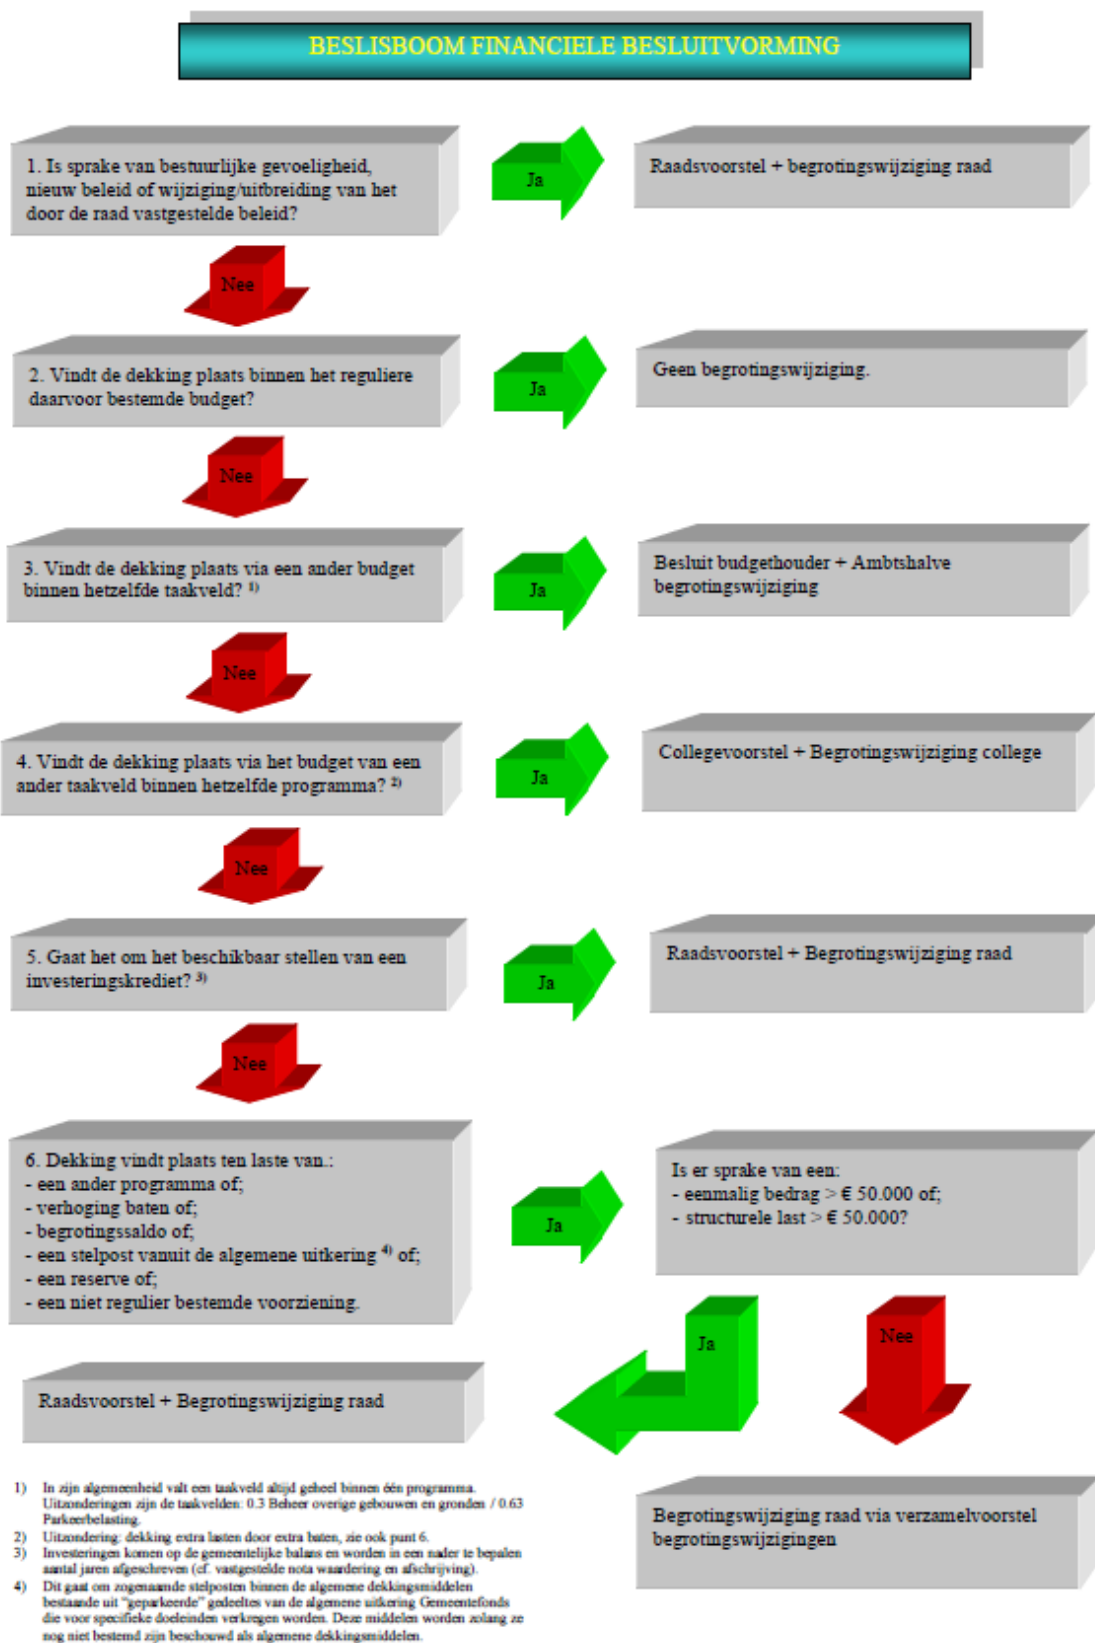 BESLISBOOM FINANCIELE BESLUITVORMING
1. Is sprake van bestuurlijke gevoeligheid,
nieuw beleid of wijziging/uitbreiding van het
door de raad vastgestelde beleid?
Ja
Raadsvoorstel + begrotingswijziging raad
Nee
2. Vindt de dekking plaats binnen het reguliere
daarvoor bestemde budget?
Ja
Geen begrotingswijziging.
Nee
3. Vindt de dekking plaats via een ander budget
binnen hetzelfde taakveld? 1)
Ja
Besluit budgethouder + Ambtshalve
begrotingswijziging
Nee
4. Vindt de dekking plaats via het budget van een
ander taakveld binnen hetzelfde programma? 2)
Ja
Collegevoorstel + Begrotingswijziging college
Nee
5. Gaat het om het beschikbaar stellen van een
investeringskrediet? 3)
Ja
Raadsvoorstel + Begrotingswijziging raad
Nee
6. Dekking vindt plaats ten laste van.:
- een ander programma of;
- verhoging baten of;
- begrotingssaldo of;
- een stelpost vanuit de algemene uitkering 4) of;
- een reserve of;
- een niet regulier bestemde voorziening.
Ja
Is er sprake van een:
- eenmalig bedrag > € 50.000 of;
- structurele last > € 50.000?
Ja
Nee
Raadsvoorstel + Begrotingswijziging raad
Begrotingswijziging raad via verzamelvoorstel
begrotingswijzigingen
1) In zijn algemeenheid valt een taakveld altijd geheel binnen één programma.
Uitzonderingen zijn de taakvelden: 0.3 Beheer overige gebouwen en gronden / 0.63
Parkeerbelasting.
2) Uitzondering: dekking extra lasten door extra baten, zie ook punt 6.
3) Investeringen komen op de gemeentelijke balans en worden in een nader te bepalen
aantal jaren afgeschreven (cf. vastgestelde nota waardering en afschrijving).
4) Dit gaat om zogenaamde stelposten binnen de algemene dekkingsmiddelen
bestaande uit "geparkeerde" gedeeltes van de algemene uitkering Gemeentefonds
die voor specifieke doeleinden verkregen worden. Deze middelen worden zolang ze
nog niet bestemd zijn beschouwd als algemene dekkingsmiddelen.